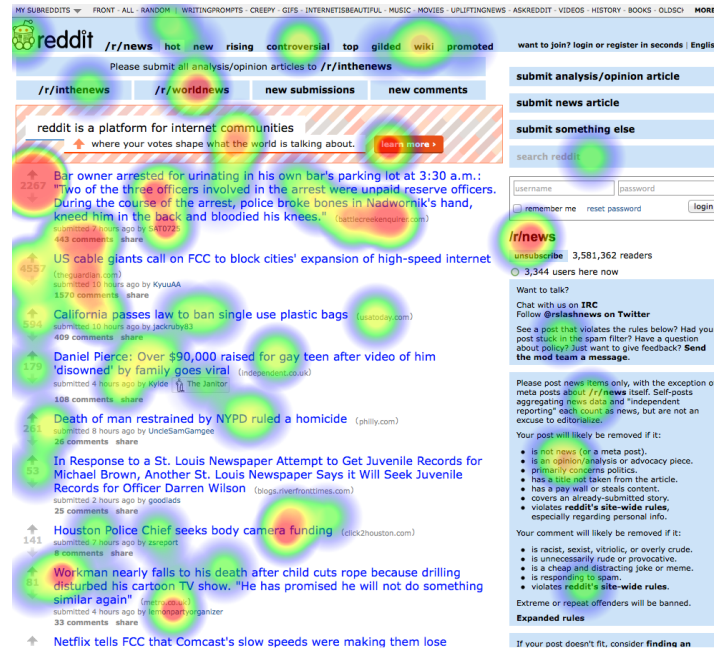 MY SUBREDDITS FRONT - ALL - RANDOM | WRITINGPROMPTS - CREEPY - GIFS - INTERNETISBEAUTIFUL - MUSIC - MOVIES - UPLIFTINGNEWS - ASKREDDIT - VIDEOS - HISTORY - BOOKS - OLDSCH MORE
reddit /r/news hot new rising controversial top gilded wiki promoted
want to join? login or register in seconds | Englis
Please submit all analysis/opinion articles to /r/inthenews
/r/inthenews /r/worldnews new submissions new comments
reddit is a platform for internet communities
where your votes shape what the world is talking about.
learn more ›
2267
Bar owner arrested for urinating in his own bar's parking lot at 3:30 a.m.:
"Two of the three officers involved in the arrest were unpaid reserve officers.
During the course of the arrest, police broke bones in Nadwornik's hand,
kneed him in the back and bloodied his knees." (battlecreekenquirer.com)
submitted 7 hours ago by SAT0725
443 comments share
4557
US cable giants call on FCC to block cities' expansion of high-speed internet
(theguardian.com)
submitted 10 hours ago by KyuuAA
1570 comments share
594
California passes law to ban single use plastic bags (usatoday.com)
submitted 10 hours ago by jackruby83
409 comments share
179
Daniel Pierce: Over $90,000 raised for gay teen after video of him
'disowned' by family goes viral (independent.co.uk)
submitted 4 hours ago by Kylde The Janitor
108 comments share
261
Death of man restrained by NYPD ruled a homicide (philly.com)
submitted 8 hours ago by UncleSamGamgee
26 comments share
53
In Response to a St. Louis Newspaper Attempt to Get Juvenile Records for
Michael Brown, Another St. Louis Newspaper Says it Will Seek Juvenile
Records for Officer Darren Wilson (blogs.riverfronttimes.com)
submitted 2 hours ago by goodlads
25 comments share
141
Houston Police Chief seeks body camera funding (click2houston.com)
submitted 7 hours ago by zsreport
8 comments share
81
Workman nearly falls to his death after child cuts rope because drilling
disturbed his cartoon TV show. "He has promised he will not do something
similar again" (metro.co.uk)
submitted 4 hours ago by lemonpartyorganizer
33 comments share
Netflix tells FCC that Comcast's slow speeds were making them lose
submit analysis/opinion article
submit news article
submit something else
search reddit
username password
remember me reset password login
/r/news
unsubscribe 3,581,362 readers
3,344 users here now
Want to talk?
Chat with us on IRC
Follow @rslashnews on Twitter
See a post that violates the rules below? Had you
post stuck in the spam filter? Have a question
about policy? Just want to give feedback? Send
the mod team a message.
Please post news items only, with the exception o
meta posts about /r/news itself. Self-posts
aggregating news data and "independent
reporting" each count as news, but are not an
excuse to editorialize.
Your post will likely be removed if it:
• is not news (or a meta post).
• is an opinion/analysis or advocacy piece.
• primarily concerns politics.
• has a title not taken from the article.
• has a pay wall or steals content.
• covers an already-submitted story.
• violates reddit's site-wide rules,
especially regarding personal info.
Your comment will likely be removed if it:
• is racist, sexist, vitriolic, or overly crude.
• is unnecessarily rude or provocative.
• is a cheap and distracting joke or meme.
• is responding to spam.
• violates reddit's site-wide rules.
Extreme or repeat offenders will be banned.
Expanded rules
If your post doesn't fit, consider finding an